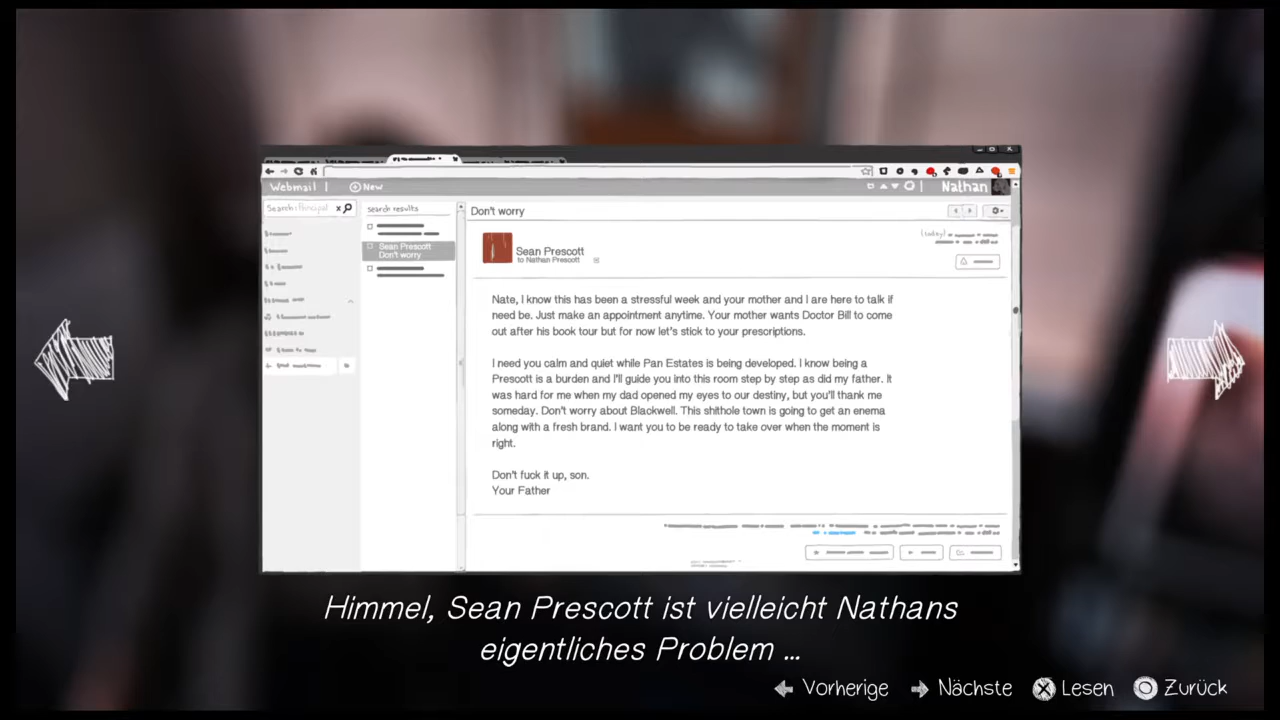 Webmail |
New
Nathan
search results
Don't worry
Sean Prescott
Don't worry
Sean Prescott
to Nathan Prescott
(today)
Nate, I know this has been a stressful week and your mother and I are here to talk if
need be. Just make an appointment anytime. Your mother wants Doctor Bill to come
out after his book tour but for now let's stick to your prescriptions.
I need you calm and quiet while Pan Estates is being developed. I know being a
Prescott is a burden and I'll guide you into this room step by step as did my father. It
was hard for me when my dad opened my eyes to our destiny, but you'll thank me
someday. Don't worry about Blackwell. This shithole town is going to get an enema
along with a fresh brand. I want you to be ready to take over when the moment is
right.
Don't fuck it up, son.
Your Father
Himmel, Sean Prescott ist vielleicht Nathans
eigentliches Problem ...
Vorherige Nächste Lesen Zurück